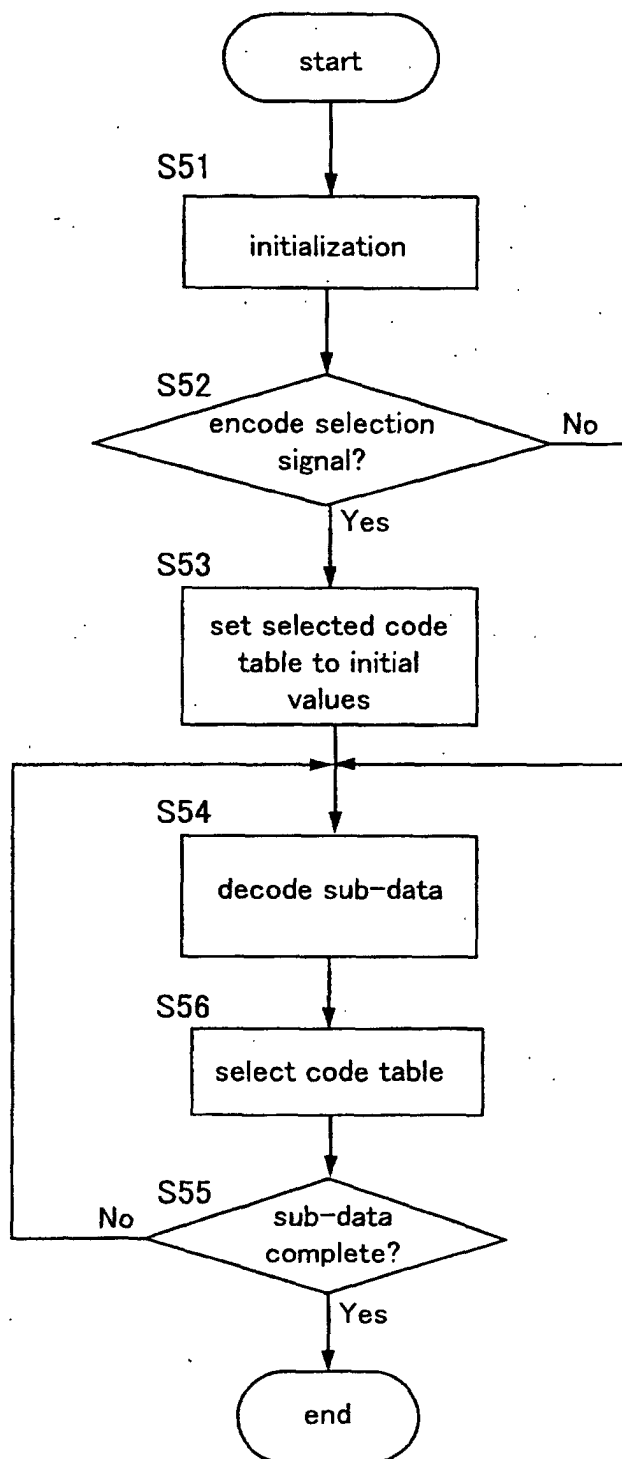 start
S51
initialization
S52
encode selection
signal?
No
Yes
S53
set selected code
table to initial
values
S54
decode sub-data
S56
select code table
S55
No
sub-data
complete?
Yes
end